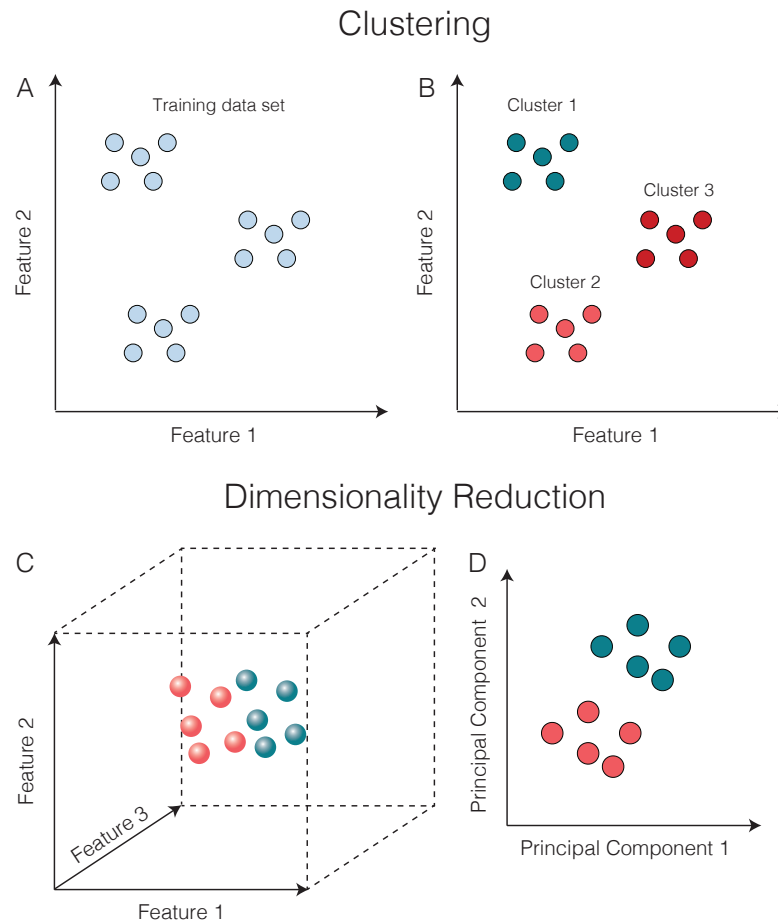 Clustering
A
Training data set
Feature 2
Feature 1
B
Cluster 1
Cluster 3
Cluster 2
Feature 2
Feature 1
Dimensionality Reduction
C
Feature 2
Feature 3
Feature 1
D
Principal Component 2
Principal Component 1